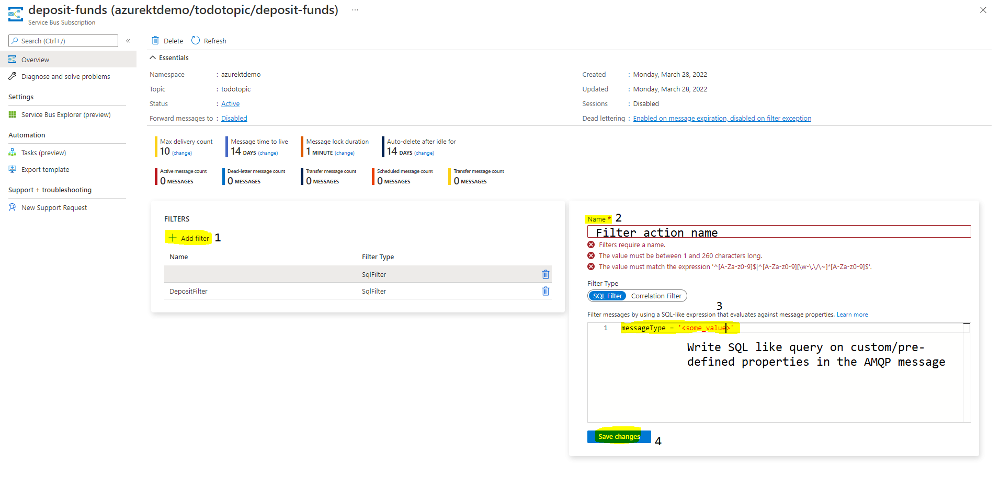 deposit-funds (azurektdemo/todotopic/deposit-funds) ...
Service Bus Subscription
Search (Ctrl+/) «
Overview
Diagnose and solve problems
Settings
Service Bus Explorer (preview)
Automation
Tasks (preview)
Export template
Support + troubleshooting
New Support Request
Delete Refresh
Essentials
Namespace : azurektdemo
Topic : todotopic
Status : Active
Forward messages to : Disabled
Created : Monday, March 28, 2022
Updated : Monday, March 28, 2022
Sessions : Disabled
Dead lettering : Enabled on message expiration, disabled on filter exception
Max delivery count
10 (change)
Message time to live
14 DAYS (change)
Message lock duration
1 MINUTE (change)
Auto-delete after idle for
14 DAYS (change)
Active message count
0 MESSAGES
Dead-letter message count
0 MESSAGES
Transfer message count
0 MESSAGES
Scheduled message count
0 MESSAGES
Transfer message count
0 MESSAGES
FILTERS
Add filter 1
Name Filter Type
SqlFilter
DepositFilter SqlFilter
Name * 2
Filter action name
Filters require a name.
The value must be between 1 and 260 characters long.
The value must match the expression '^[A-Za-z0-9]$|^[A-Za-z0-9][\w-\.\/\~]*[A-Za-z0-9]$'.
Filter Type
SQL Filter Correlation Filter
3
Filter messages by using a SQL-like expression that evaluates against message properties. Learn more
1 messageType = '<some_value>'
Write SQL like query on custom/pre-
defined properties in the AMQP message
Save changes 4